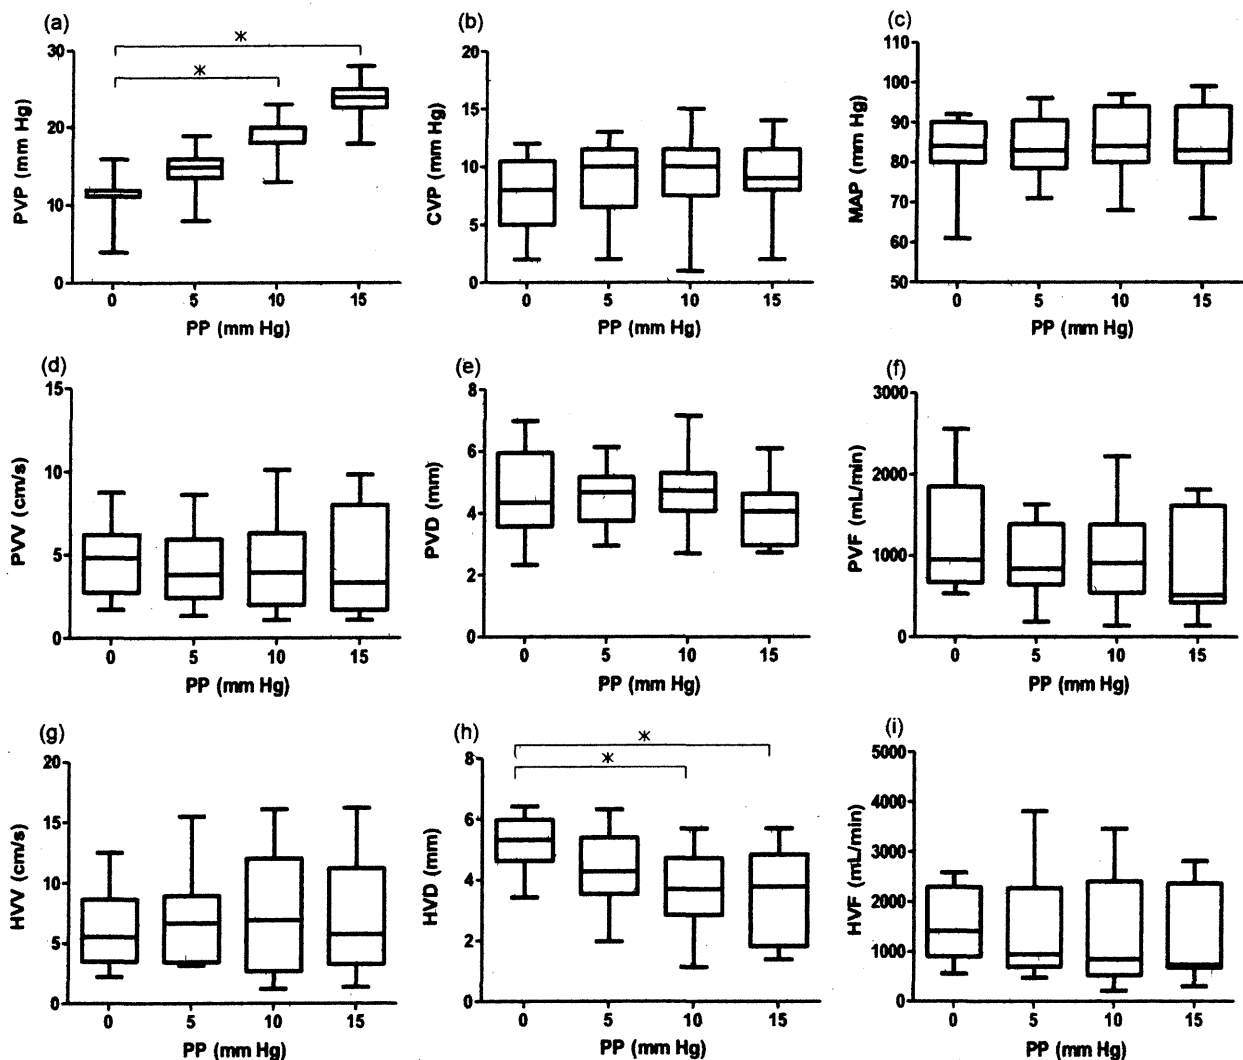 (a)
PVP (mm Hg)
30
20
10
0
*
*
0 5 10 15
PP (mm Hg)
(b)
CVP (mm Hg)
20
15
10
5
0
0 5 10 15
PP (mm Hg)
(c)
MAP (mm Hg)
110
100
90
80
70
60
50
0 5 10 15
PP (mm Hg)
(d)
PVV (cm/s)
15
10
5
0
0 5 10 15
PP (mm Hg)
(e)
PVD (mm)
8
6
4
2
0
0 5 10 15
PP (mm Hg)
(f)
PVF (mL/min)
3000
2000
1000
0
0 5 10 15
PP (mm Hg)
(g)
HVV (cm/s)
20
15
10
5
0
0 5 10 15
PP (mm Hg)
(h)
HVD (mm)
8
6
4
2
0
*
*
0 5 10 15
PP (mm Hg)
(i)
HVF (mL/min)
5000
4000
3000
2000
1000
0
0 5 10 15
PP (mm Hg)